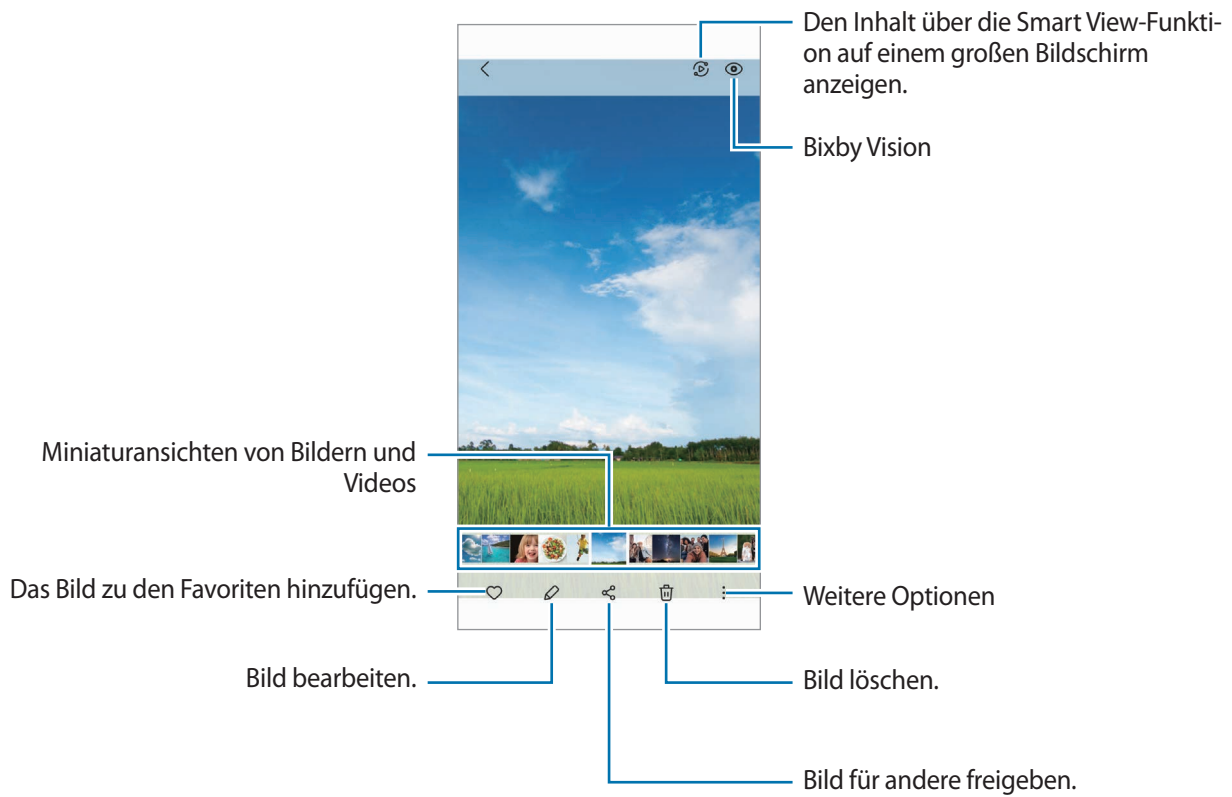 Den Inhalt über die Smart View-Funkti-
on auf einem großen Bildschirm
anzeigen.
Bixby Vision
Miniaturansichten von Bildern und
Videos
Das Bild zu den Favoriten hinzufügen.
Weitere Optionen
Bild bearbeiten.
Bild löschen.
Bild für andere freigeben.